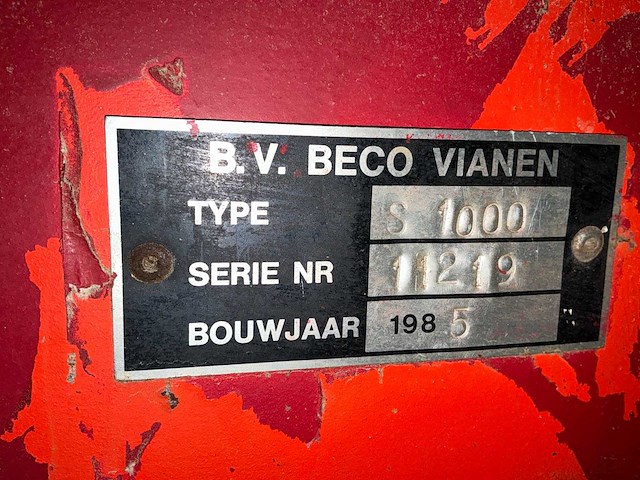 B.V. BECO VIANEN
TYPE S 1000
SERIE NR 11219
BOUWJAAR 1985